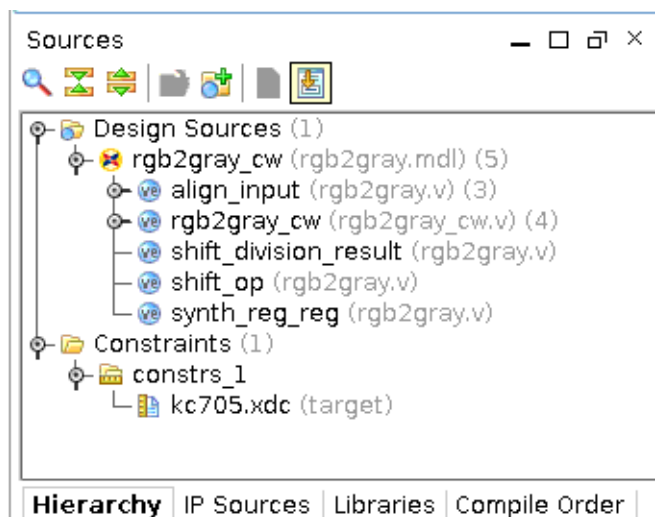 Sources
Design Sources (1)
rgb2gray_cw (rgb2gray.mdl) (5)
align_input (rgb2gray.v) (3)
rgb2gray_cw (rgb2gray_cw.v) (4)
shift_division_result (rgb2gray.v)
shift_op (rgb2gray.v)
synth_reg_reg (rgb2gray.v)
Constraints (1)
constrs_1
kc705.xdc (target)
Hierarchy IP Sources Libraries Compile Order